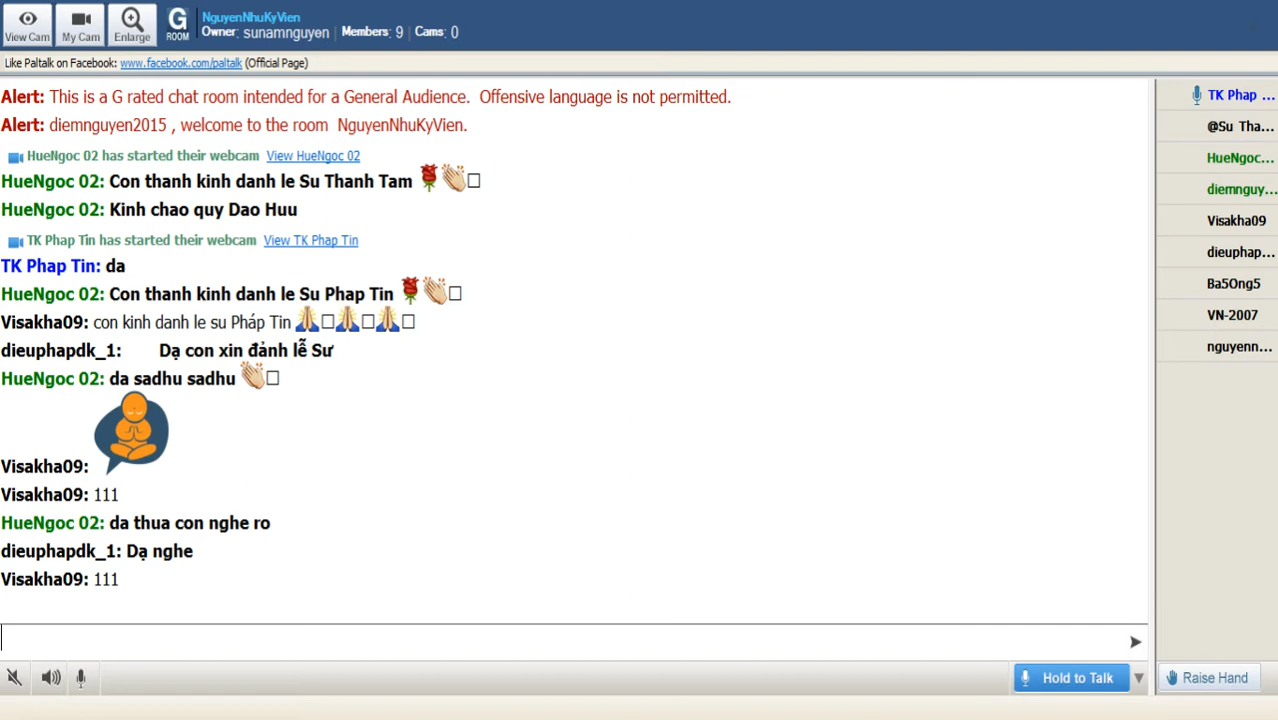 View Cam
My Cam
Enlarge
G
ROOM
NguyenNhuKyVien
Owner: sunamnguyen | Members: 9 | Cams: 0
Like Paltalk on Facebook: www.facebook.com/paltalk (Official Page)
Alert: This is a G rated chat room intended for a General Audience. Offensive language is not permitted.
Alert: diemnguyen2015 , welcome to the room NguyenNhuKyVien.
HueNgoc 02 has started their webcam View HueNgoc 02
HueNgoc 02: Con thanh kinh danh le Su Thanh Tam
HueNgoc 02: Kinh chao quy Dao Huu
TK Phap Tin has started their webcam View TK Phap Tin
TK Phap Tin: da
HueNgoc 02: Con thanh kinh danh le Su Phap Tin
Visakha09: con kinh danh le su Pháp Tin
dieuphapdk_1: Dạ con xin đảnh lễ Sư
HueNgoc 02: da sadhu sadhu
Visakha09:
Visakha09: 111
HueNgoc 02: da thua con nghe ro
dieuphapdk_1: Dạ nghe
Visakha09: 111
Hold to Talk
TK Phap ...
@Su Tha...
HueNgoc...
diemnguy...
Visakha09
dieuphap...
Ba5Ong5
VN-2007
nguyenn...
Raise Hand